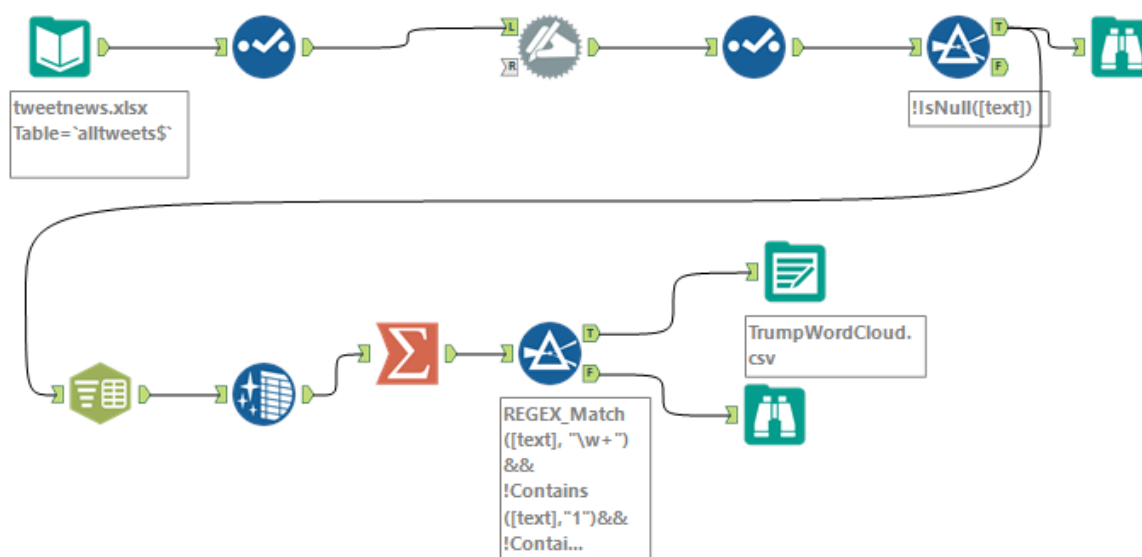 L
R
T
F
tweetnews.xlsx
Table=`alltweets$`
!IsNull([text])
T
F
TrumpWordCloud.
csv
REGEX_Match
([text], "\w+")
&&
!Contains
([text],"1")&&
!Contai...